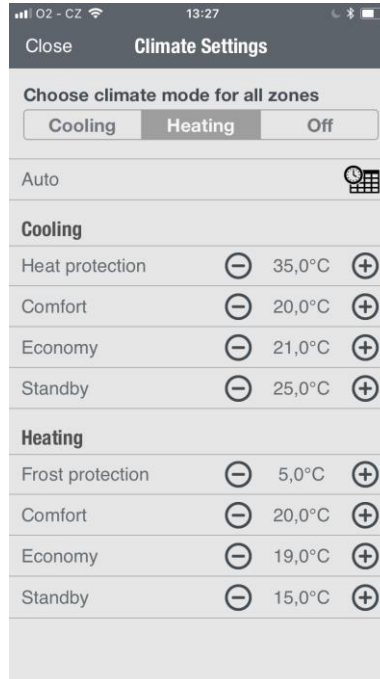 O2 - CZ 13:27
Close Climate Settings
Choose climate mode for all zones
Cooling Heating Off
Auto
Cooling
Heat protection 35,0°C
Comfort 20,0°C
Economy 21,0°C
Standby 25,0°C
Heating
Frost protection 5,0°C
Comfort 20,0°C
Economy 19,0°C
Standby 15,0°C